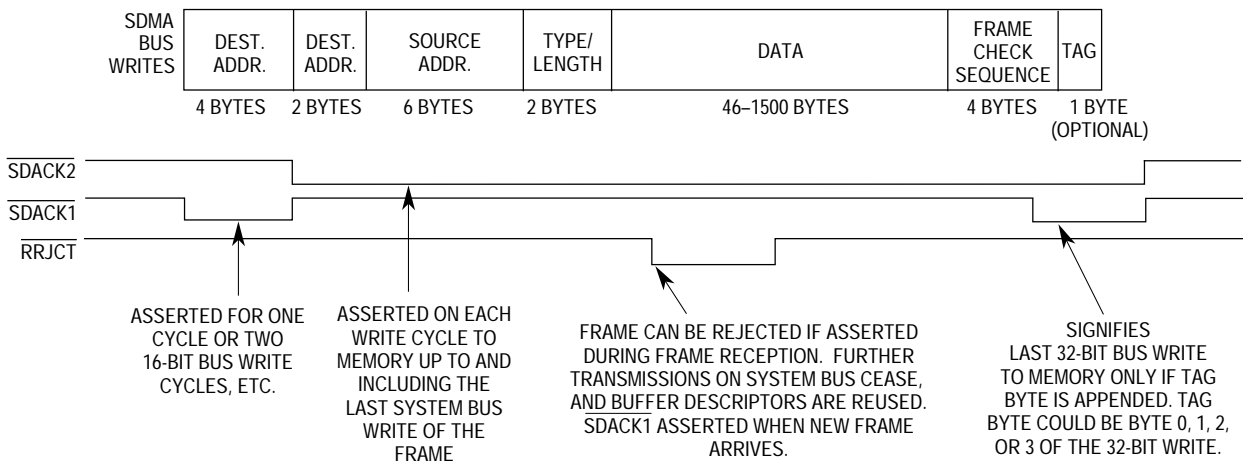 SDMA
BUS
WRITES
DEST.
ADDR.
DEST.
ADDR.
SOURCE
ADDR.
TYPE/
LENGTH
DATA
FRAME
CHECK
SEQUENCE
TAG
4 BYTES
2 BYTES
6 BYTES
2 BYTES
46–1500 BYTES
4 BYTES
1 BYTE
(OPTIONAL)
SDACK2
SDACK1
RRJCT
ASSERTED FOR ONE
CYCLE OR TWO
16-BIT BUS WRITE
CYCLES, ETC.
ASSERTED ON EACH
WRITE CYCLE TO
MEMORY UP TO AND
INCLUDING THE
LAST SYSTEM BUS
WRITE OF THE
FRAME
FRAME CAN BE REJECTED IF ASSERTED
DURING FRAME RECEPTION. FURTHER
TRANSMISSIONS ON SYSTEM BUS CEASE,
AND BUFFER DESCRIPTORS ARE REUSED.
SDACK1 ASSERTED WHEN NEW FRAME
ARRIVES.
SIGNIFIES
LAST 32-BIT BUS WRITE
TO MEMORY ONLY IF TAG
BYTE IS APPENDED. TAG
BYTE COULD BE BYTE 0, 1, 2,
OR 3 OF THE 32-BIT WRITE.